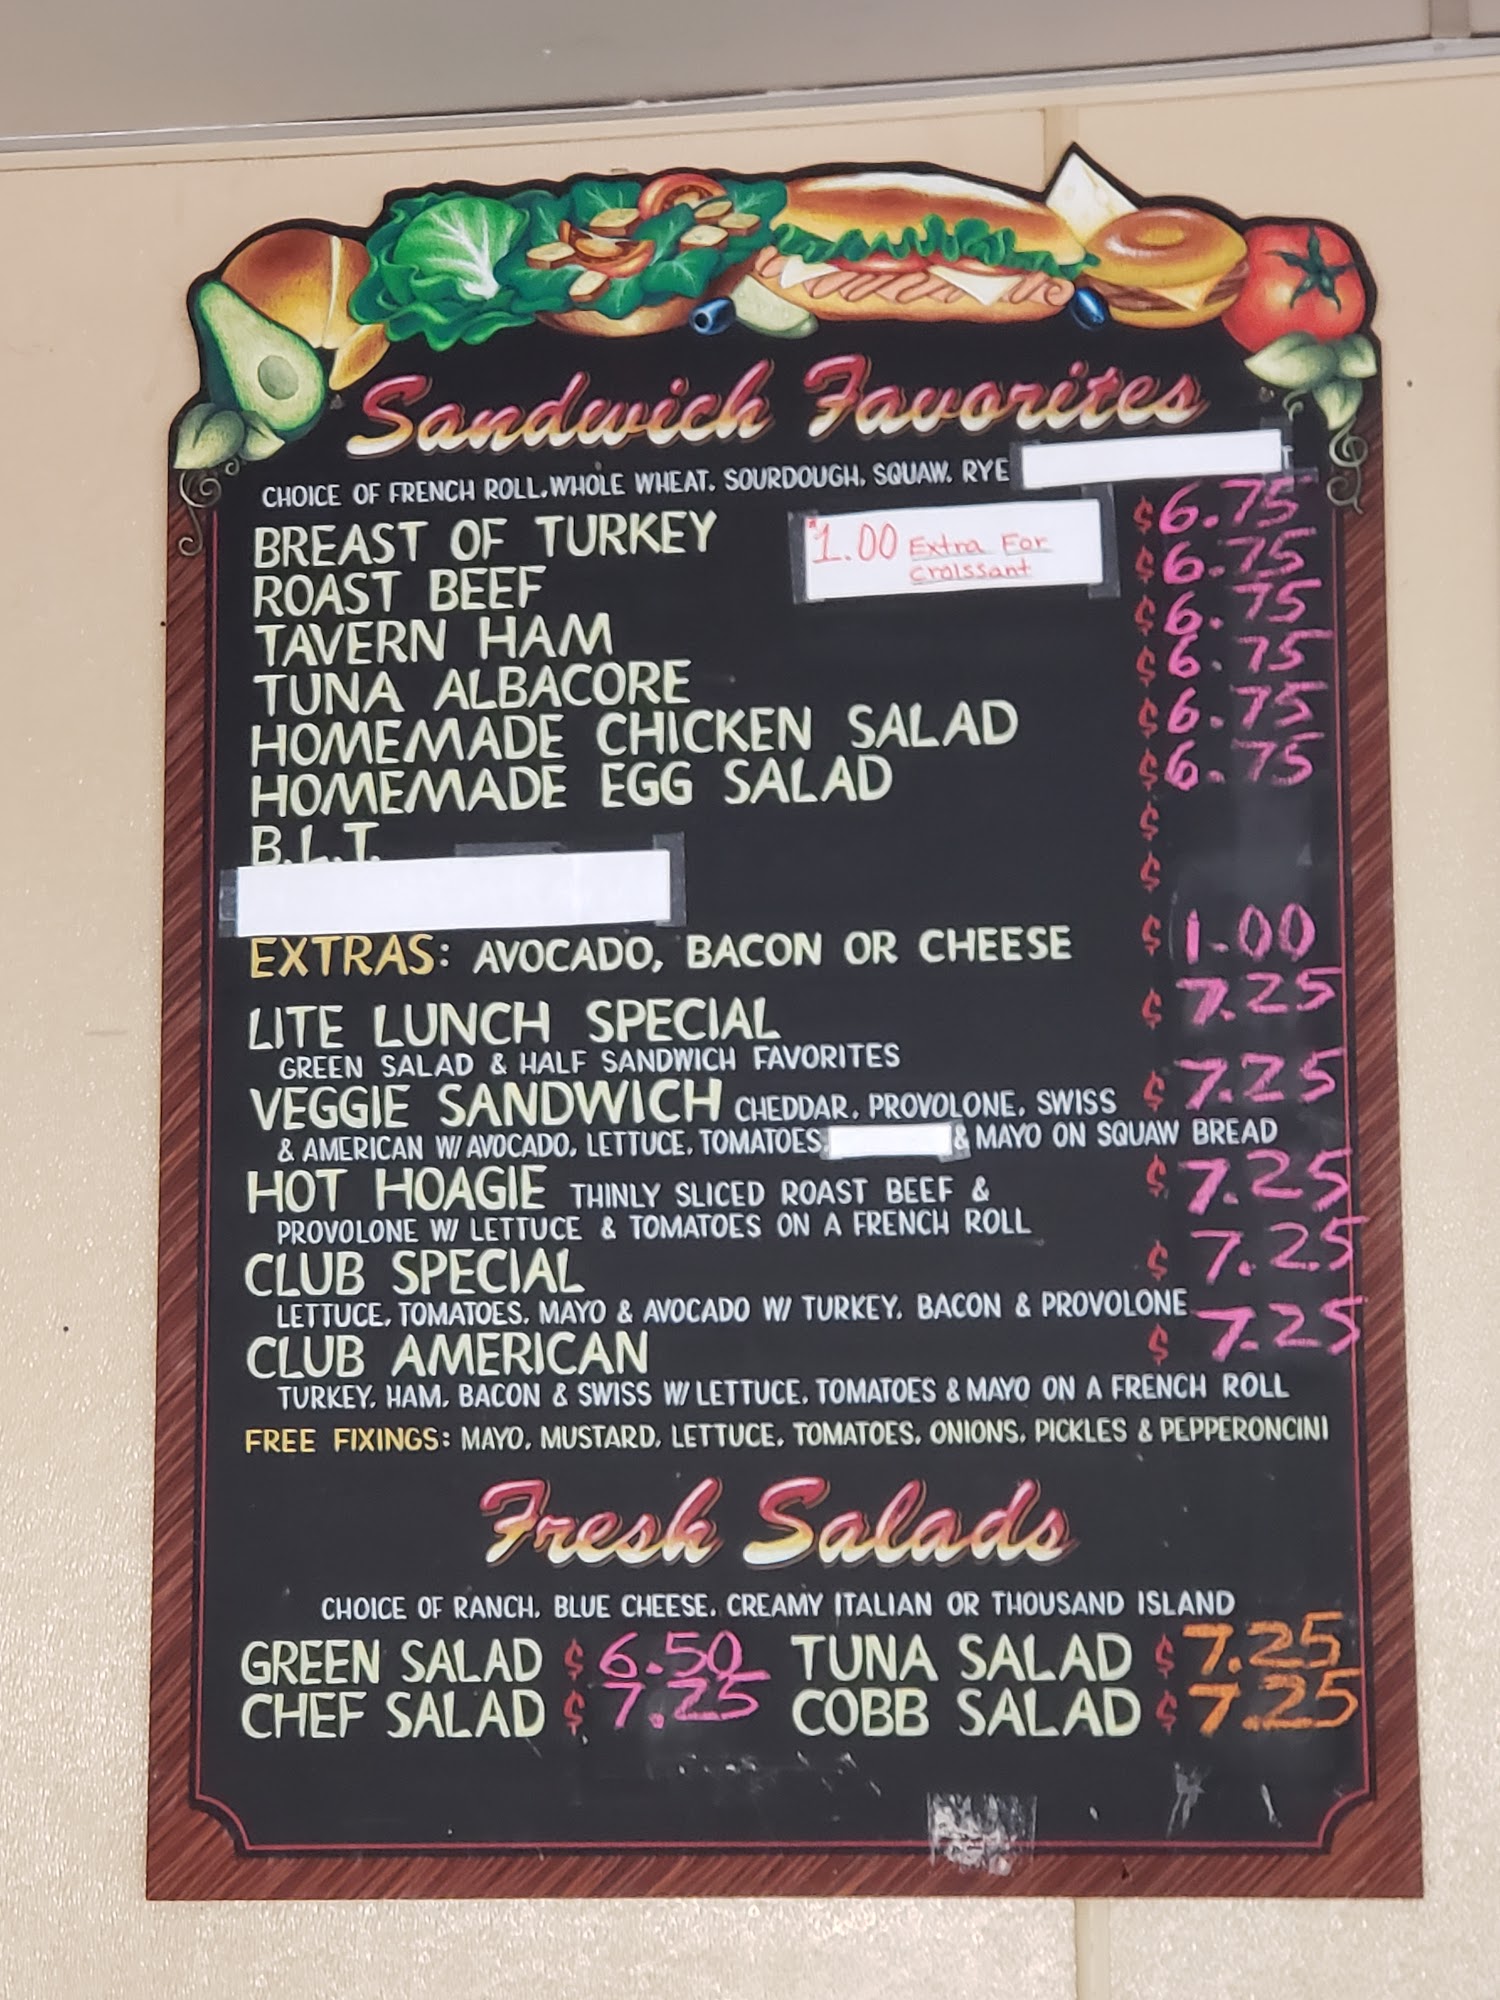 Sandwich Favorites
CHOICE OF FRENCH ROLL, WHOLE WHEAT, SOURDOUGH, SQUAW, RYE
BREAST OF TURKEY $6.75
$1.00 Extra For
Croissant
ROAST BEEF $6.75
TAVERN HAM $6.75
TUNA ALBACORE $6.75
HOMEMADE CHICKEN SALAD $6.75
HOMEMADE EGG SALAD $6.75
B.L.T. $
$
EXTRAS: AVOCADO, BACON OR CHEESE $1.00
LITE LUNCH SPECIAL $7.25
GREEN SALAD & HALF SANDWICH FAVORITES
VEGGIE SANDWICH CHEDDAR, PROVOLONE, SWISS $7.25
& AMERICAN W/ AVOCADO, LETTUCE, TOMATOES, & MAYO ON SQUAW BREAD
HOT HOAGIE THINLY SLICED ROAST BEEF & $7.25
PROVOLONE W/ LETTUCE & TOMATOES ON A FRENCH ROLL
CLUB SPECIAL $7.25
LETTUCE, TOMATOES, MAYO & AVOCADO W/ TURKEY, BACON & PROVOLONE
CLUB AMERICAN $7.25
TURKEY, HAM, BACON & SWISS W/ LETTUCE, TOMATOES & MAYO ON A FRENCH ROLL
FREE FIXINGS: MAYO, MUSTARD, LETTUCE, TOMATOES, ONIONS, PICKLES & PEPPERONCINI
Fresh Salads
CHOICE OF RANCH, BLUE CHEESE, CREAMY ITALIAN OR THOUSAND ISLAND
GREEN SALAD $6.50 TUNA SALAD $7.25
CHEF SALAD $7.25 COBB SALAD $7.25